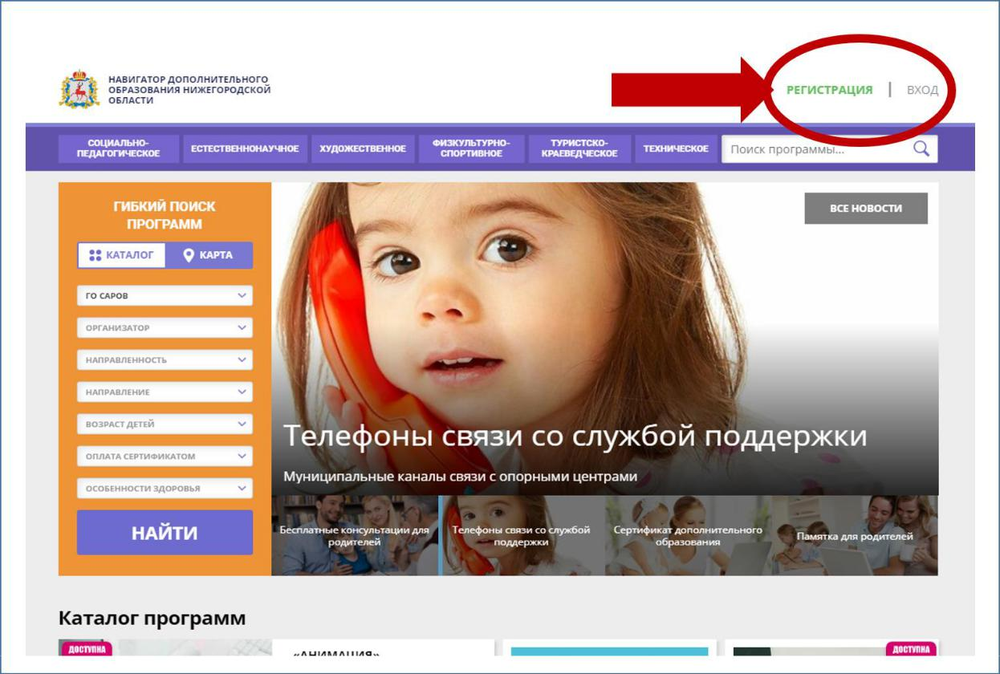 НАВИГАТОР ДОПОЛНИТЕЛЬНОГО
ОБРАЗОВАНИЯ НИЖЕГОРОДСКОЙ
ОБЛАСТИ
РЕГИСТРАЦИЯ | ВХОД
СОЦИАЛЬНО-
ПЕДАГОГИЧЕСКОЕ
ЕСТЕСТВЕННОНАУЧНОЕ
ХУДОЖЕСТВЕННОЕ
ФИЗКУЛЬТУРНО-
СПОРТИВНОЕ
ТУРИСТСКО-
КРАЕВЕДЧЕСКОЕ
ТЕХНИЧЕСКОЕ
Поиск программы...
ГИБКИЙ ПОИСК
ПРОГРАММ
КАТАЛОГ
КАРТА
ГО САРОВ
ОРГАНИЗАТОР
НАПРАВЛЕННОСТЬ
НАПРАВЛЕНИЕ
ВОЗРАСТ ДЕТЕЙ
ОПЛАТА СЕРТИФИКАТОМ
ОСОБЕННОСТИ ЗДОРОВЬЯ
НАЙТИ
ВСЕ НОВОСТИ
Телефоны связи со службой поддержки
Муниципальные каналы связи с опорными центрами
Бесплатные консультации для
родителей
Телефоны связи со службой
поддержки
Сертификат дополнительного
образования
Памятка для родителей
Каталог программ
ДОСТУПНА
«АНИМАЦИЯ»
ДОСТУПНА